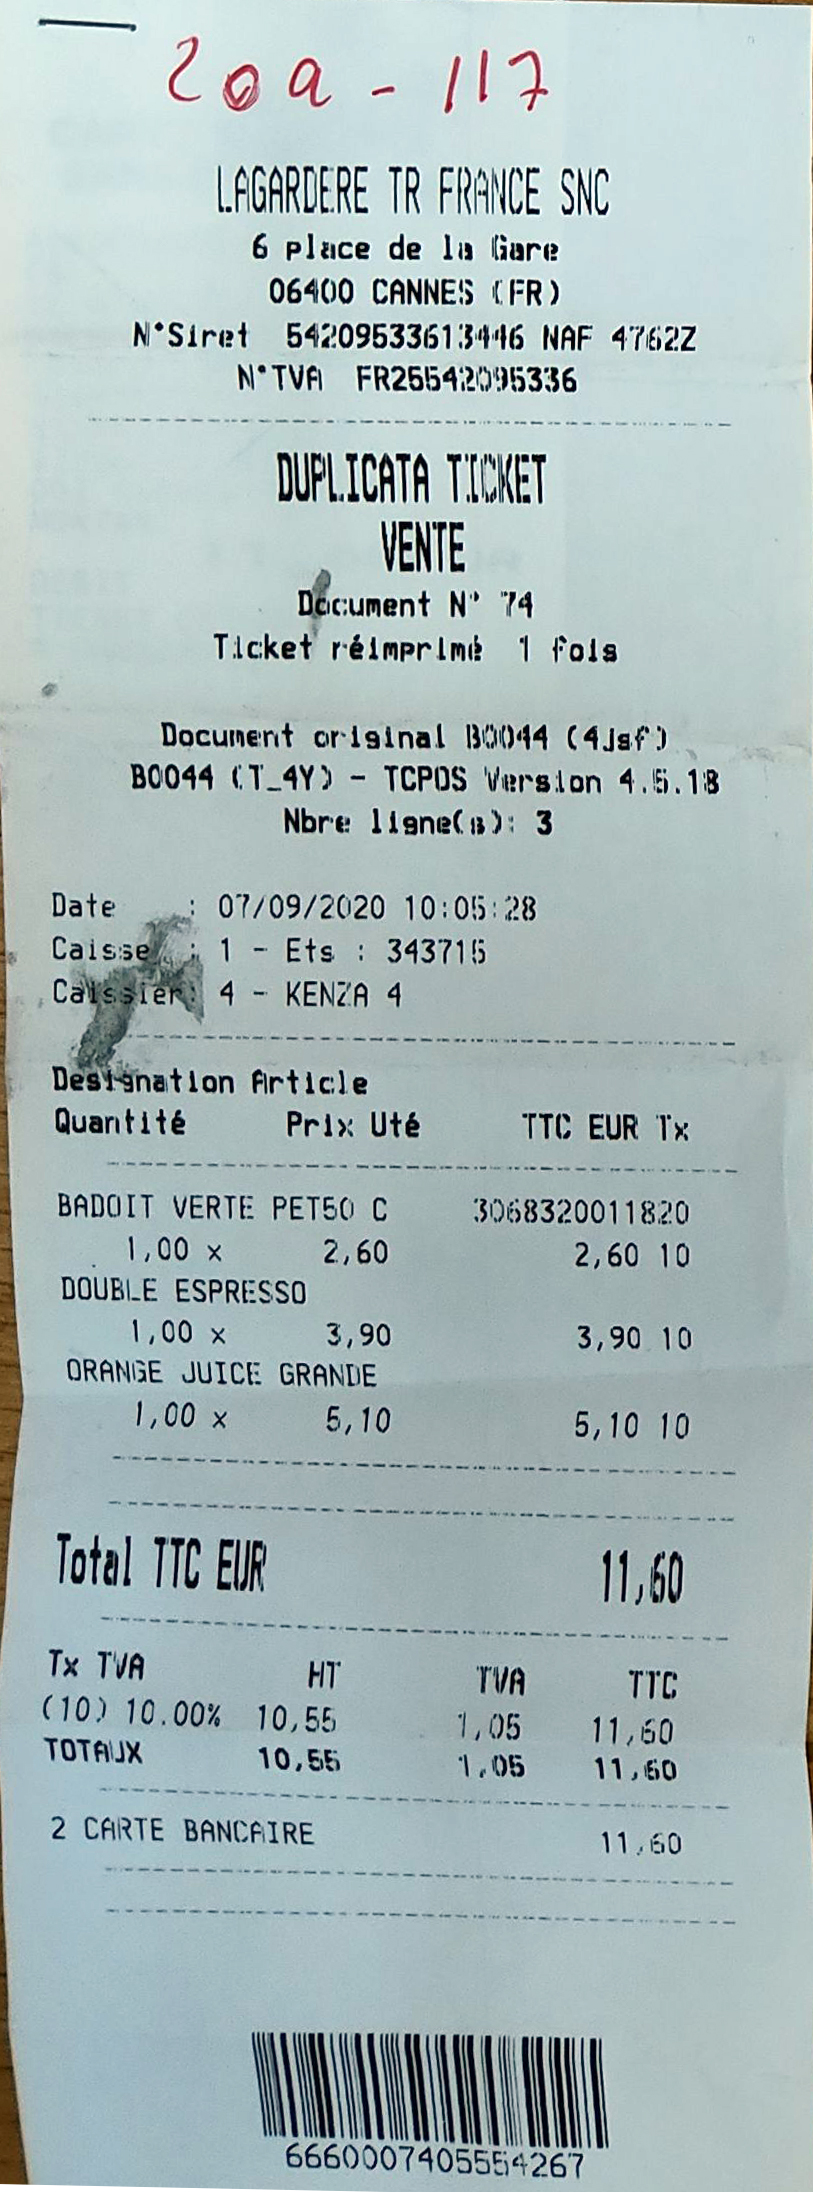 20a - 117
LAGARDERE TR FRANCE SNC
6 place de la Gare
06400 CANNES (FR)
N°Siret 54209533613446 NAF 4762Z
N°TVA FR25542095336
DUPLICATA TICKET
VENTE
Document N° 74
Ticket réimprimé 1 fois
Document original B0044 (4jsf)
B0044 (T_4Y) - TCPOS Version 4.5.18
Nbre ligne(s): 3
Date : 07/09/2020 10:05:28
Caisse : 1 - Ets : 343715
Caissier: 4 - KENZA 4
Designation Article
Quantité Prix Uté TTC EUR Tx
BADOIT VERTE PET50 C 3068320011820
1,00 x 2,60 2,60 10
DOUBLE ESPRESSO
1,00 x 3,90 3,90 10
ORANGE JUICE GRANDE
1,00 x 5,10 5,10 10
Total TTC EUR 11,60
Tx TVA HT TVA TTC
(10) 10.00% 10,55 1,05 11,60
TOTAUX 10,55 1,05 11,60
2 CARTE BANCAIRE 11,60
6660007405554267